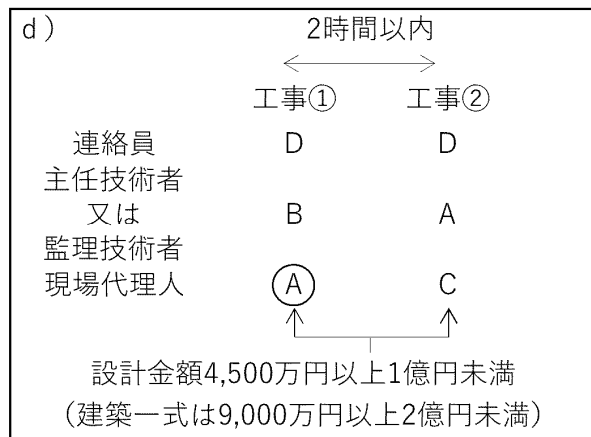 d）
2時間以内
工事① 工事②
連絡員 D D
主任技術者
又は B A
監理技術者
現場代理人 A C
設計金額4,500万円以上1億円未満
（建築一式は9,000万円以上2億円未満）